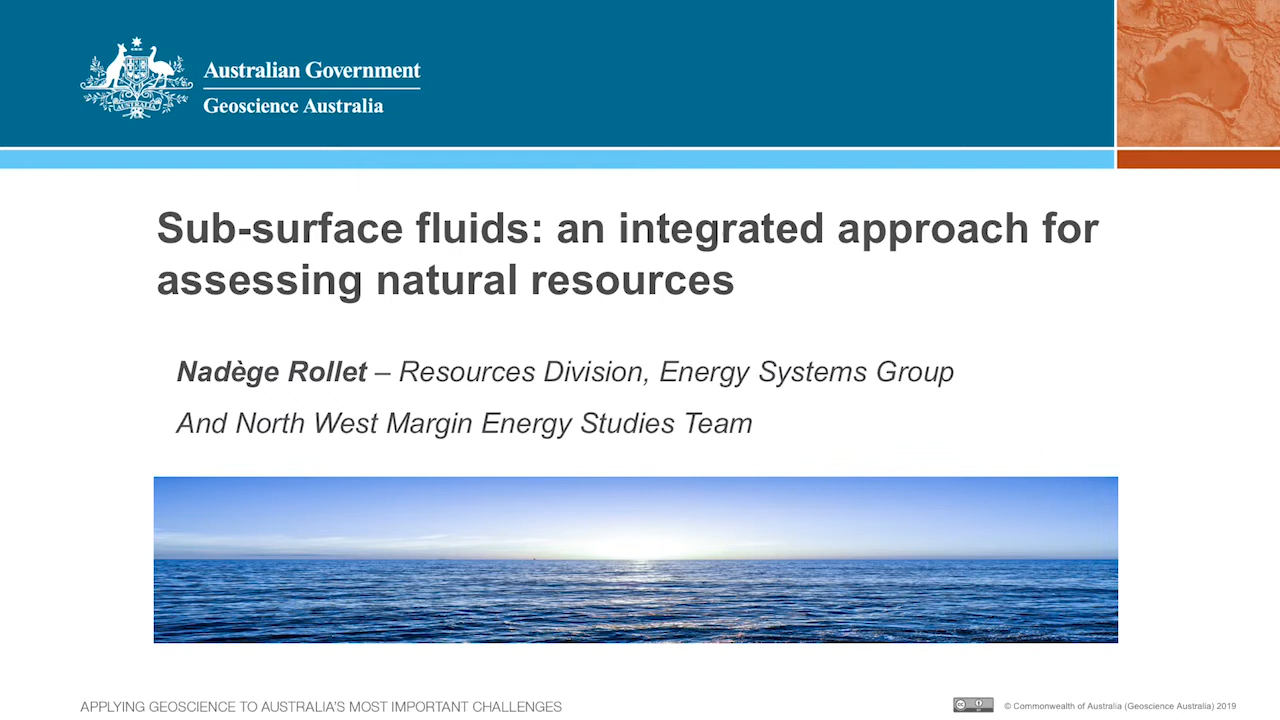 Australian Government
Geoscience Australia
Sub-surface fluids: an integrated approach for
assessing natural resources
Nadège Rollet – Resources Division, Energy Systems Group
And North West Margin Energy Studies Team
APPLYING GEOSCIENCE TO AUSTRALIA'S MOST IMPORTANT CHALLENGES
© Commonwealth of Australia (Geoscience Australia) 2019